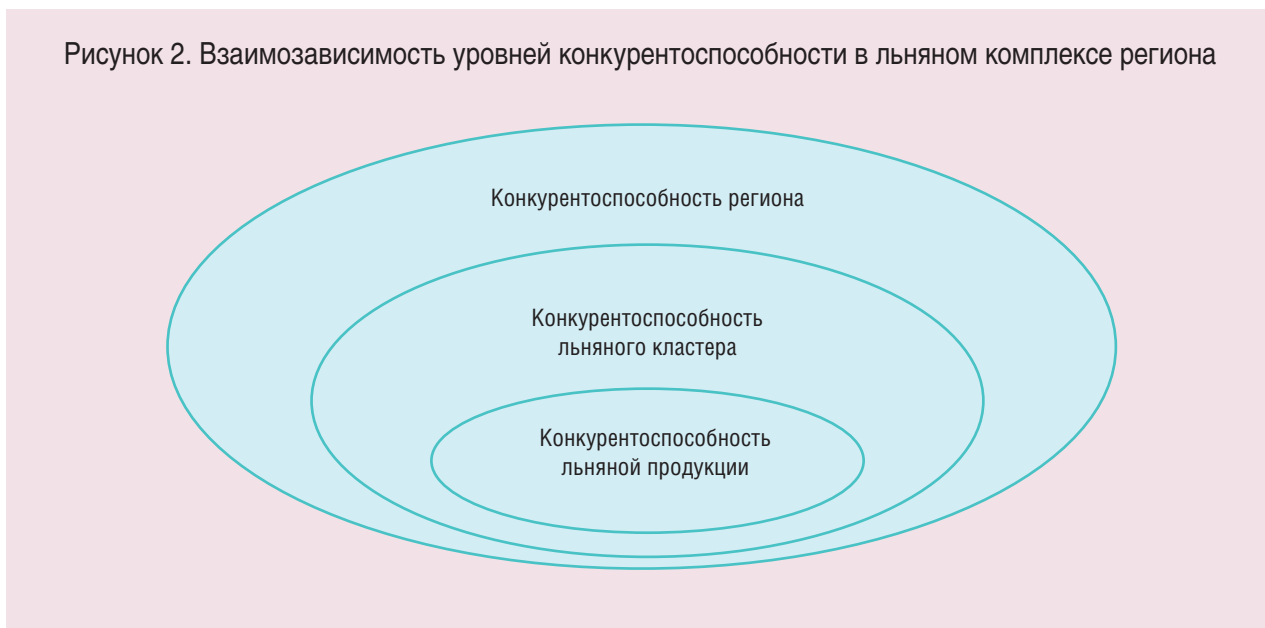 Рисунок 2. Взаимозависимость уровней конкурентоспособности в льняном комплексе региона
Конкурентоспособность региона
Конкурентоспособность
льняного кластера
Конкурентоспособность
льняной продукции